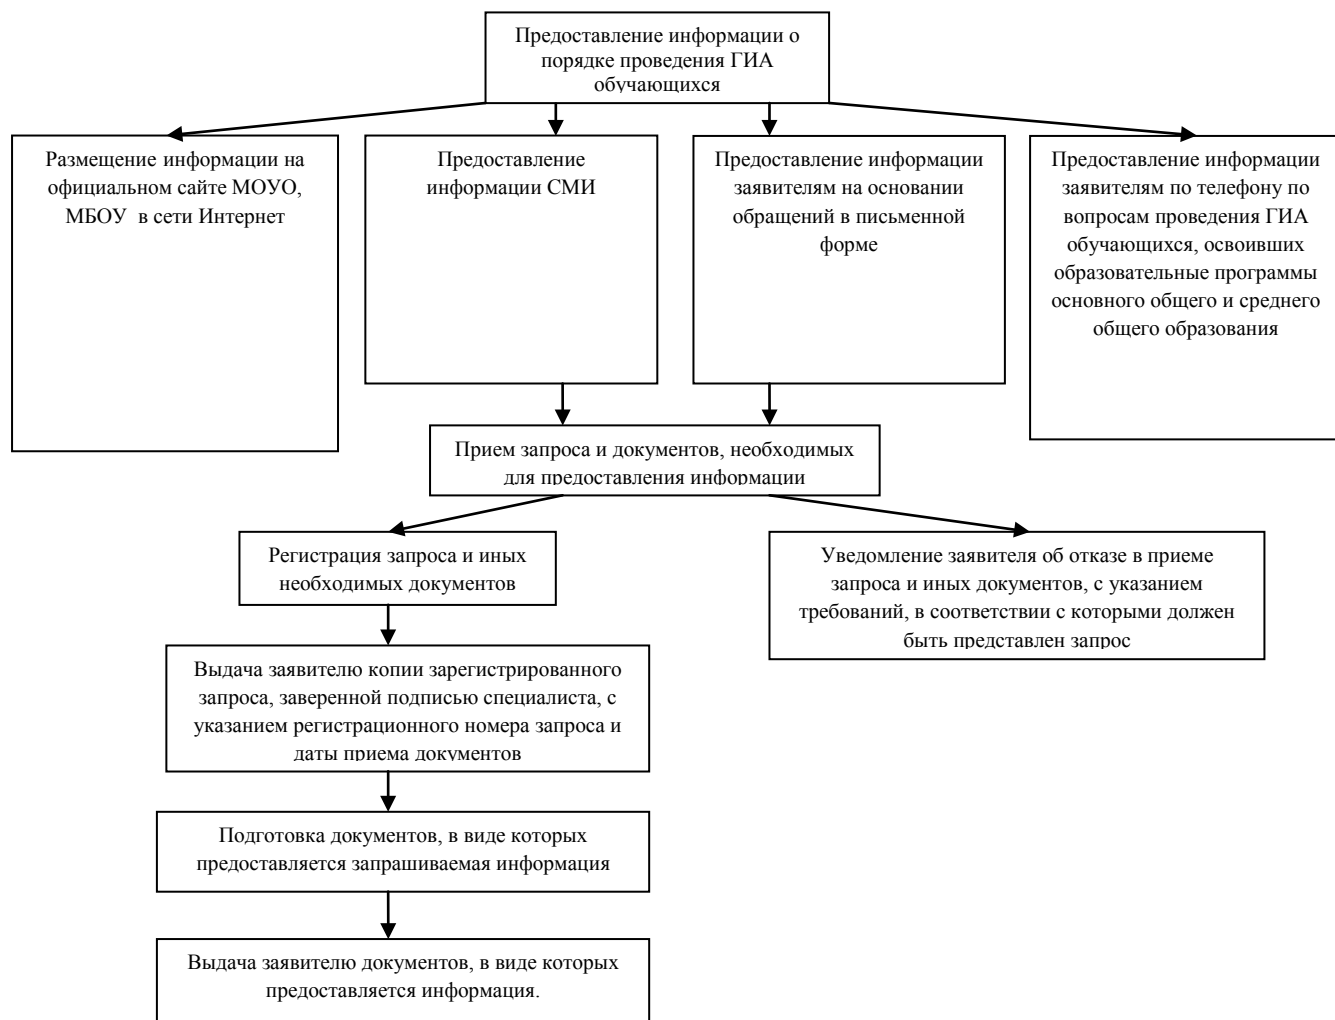 Предоставление информации о
порядке проведения ГИА
обучающихся
Размещение информации на
официальном сайте МОУО,
МБОУ в сети Интернет
Предоставление
информации СМИ
Предоставление информации
заявителям на основании
обращений в письменной
форме
Предоставление информации
заявителям по телефону по
вопросам проведения ГИА
обучающихся, освоивших
образовательные программы
основного общего и среднего
общего образования
Прием запроса и документов, необходимых
для предоставления информации
Регистрация запроса и иных
необходимых документов
Уведомление заявителя об отказе в приеме
запроса и иных документов, с указанием
требований, в соответствии с которыми должен
быть представлен запрос
Выдача заявителю копии зарегистрированного
запроса, заверенной подписью специалиста, с
указанием регистрационного номера запроса и
даты приема документов
Подготовка документов, в виде которых
предоставляется запрашиваемая информация
Выдача заявителю документов, в виде которых
предоставляется информация.